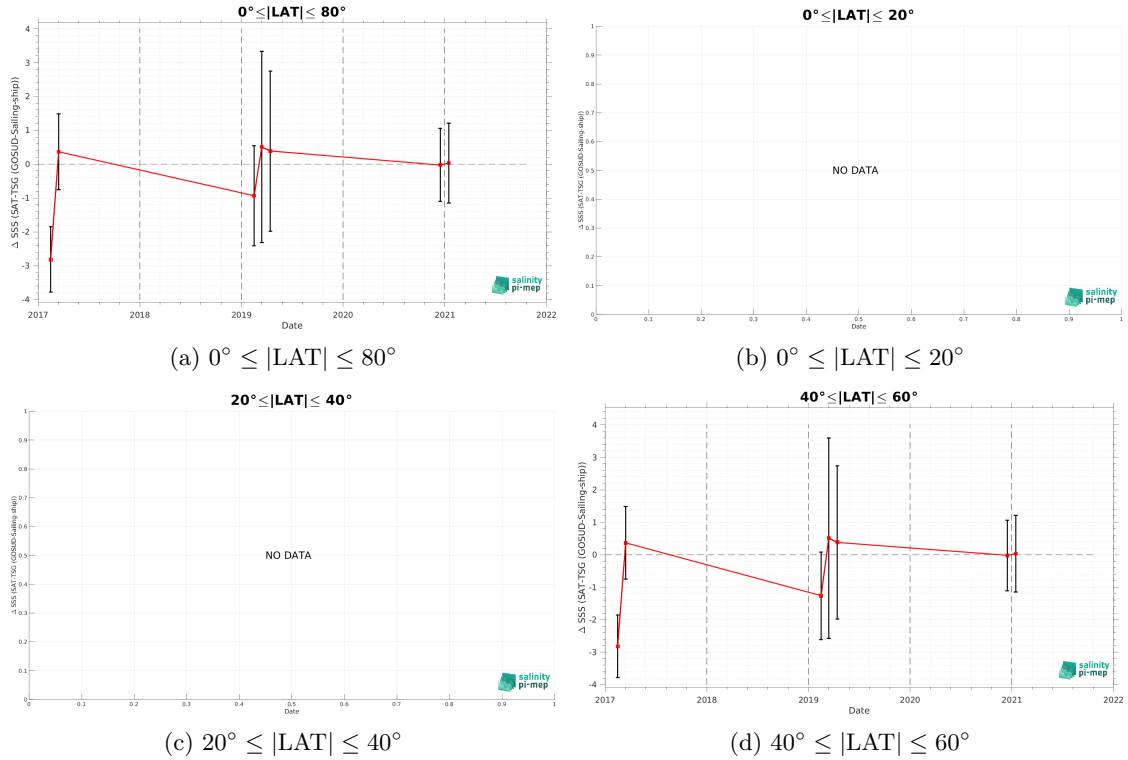 0°≤|LAT|≤ 80°
4
3
2
1
0
-1
-2
-3
-4
Δ SSS (SAT-TSG (GOSUD-Sailing-ship))
2017 2018 2019 2020 2021 2022
Date
salinity
pi-mep
(a) 0° ≤ |LAT| ≤ 80°
0°≤|LAT|≤ 20°
1
0.9
0.8
0.7
0.6
0.5
0.4
0.3
0.2
0.1
0
Δ SSS (SAT-TSG (GOSUD-Sailing-ship))
NO DATA
0 0.1 0.2 0.3 0.4 0.5 0.6 0.7 0.8 0.9 1
Date
salinity
pi-mep
(b) 0° ≤ |LAT| ≤ 20°
20°≤|LAT|≤ 40°
1
0.9
0.8
0.7
0.6
0.5
0.4
0.3
0.2
0.1
0
Δ SSS (SAT-TSG (GOSUD-Sailing-ship))
NO DATA
0 0.1 0.2 0.3 0.4 0.5 0.6 0.7 0.8 0.9 1
Date
salinity
pi-mep
(c) 20° ≤ |LAT| ≤ 40°
40°≤|LAT|≤ 60°
4
3
2
1
0
-1
-2
-3
-4
Δ SSS (SAT-TSG (GOSUD-Sailing-ship))
2017 2018 2019 2020 2021 2022
Date
salinity
pi-mep
(d) 40° ≤ |LAT| ≤ 60°